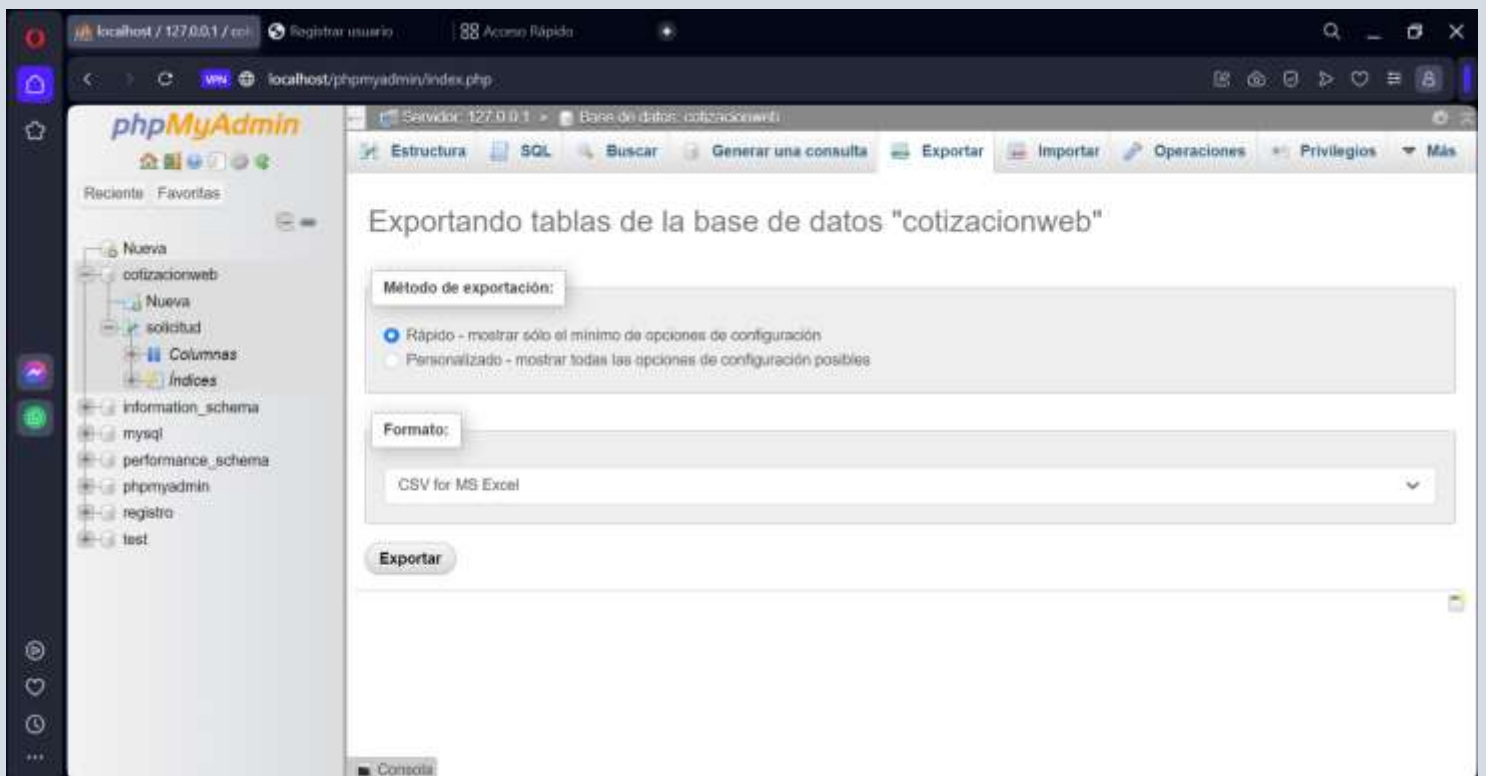 localhost / 127.0.0.1 / coti
Registrar usuario
Acceso Rápido
VPN
localhost/phpmyadmin/index.php
phpMyAdmin
Reciente Favoritas
Nueva
cotizacionweb
Nueva
solicitud
Columnas
Índices
information_schema
mysql
performance_schema
phpmyadmin
registro
test
Servidor: 127.0.0.1 » Base de datos: cotizacionweb
Estructura SQL Buscar Generar una consulta Exportar Importar Operaciones Privilegios Más
Exportando tablas de la base de datos "cotizacionweb"
Método de exportación:
Rápido - mostrar sólo el mínimo de opciones de configuración
Personalizado - mostrar todas las opciones de configuración posibles
Formato:
CSV for MS Excel
Exportar
Consola